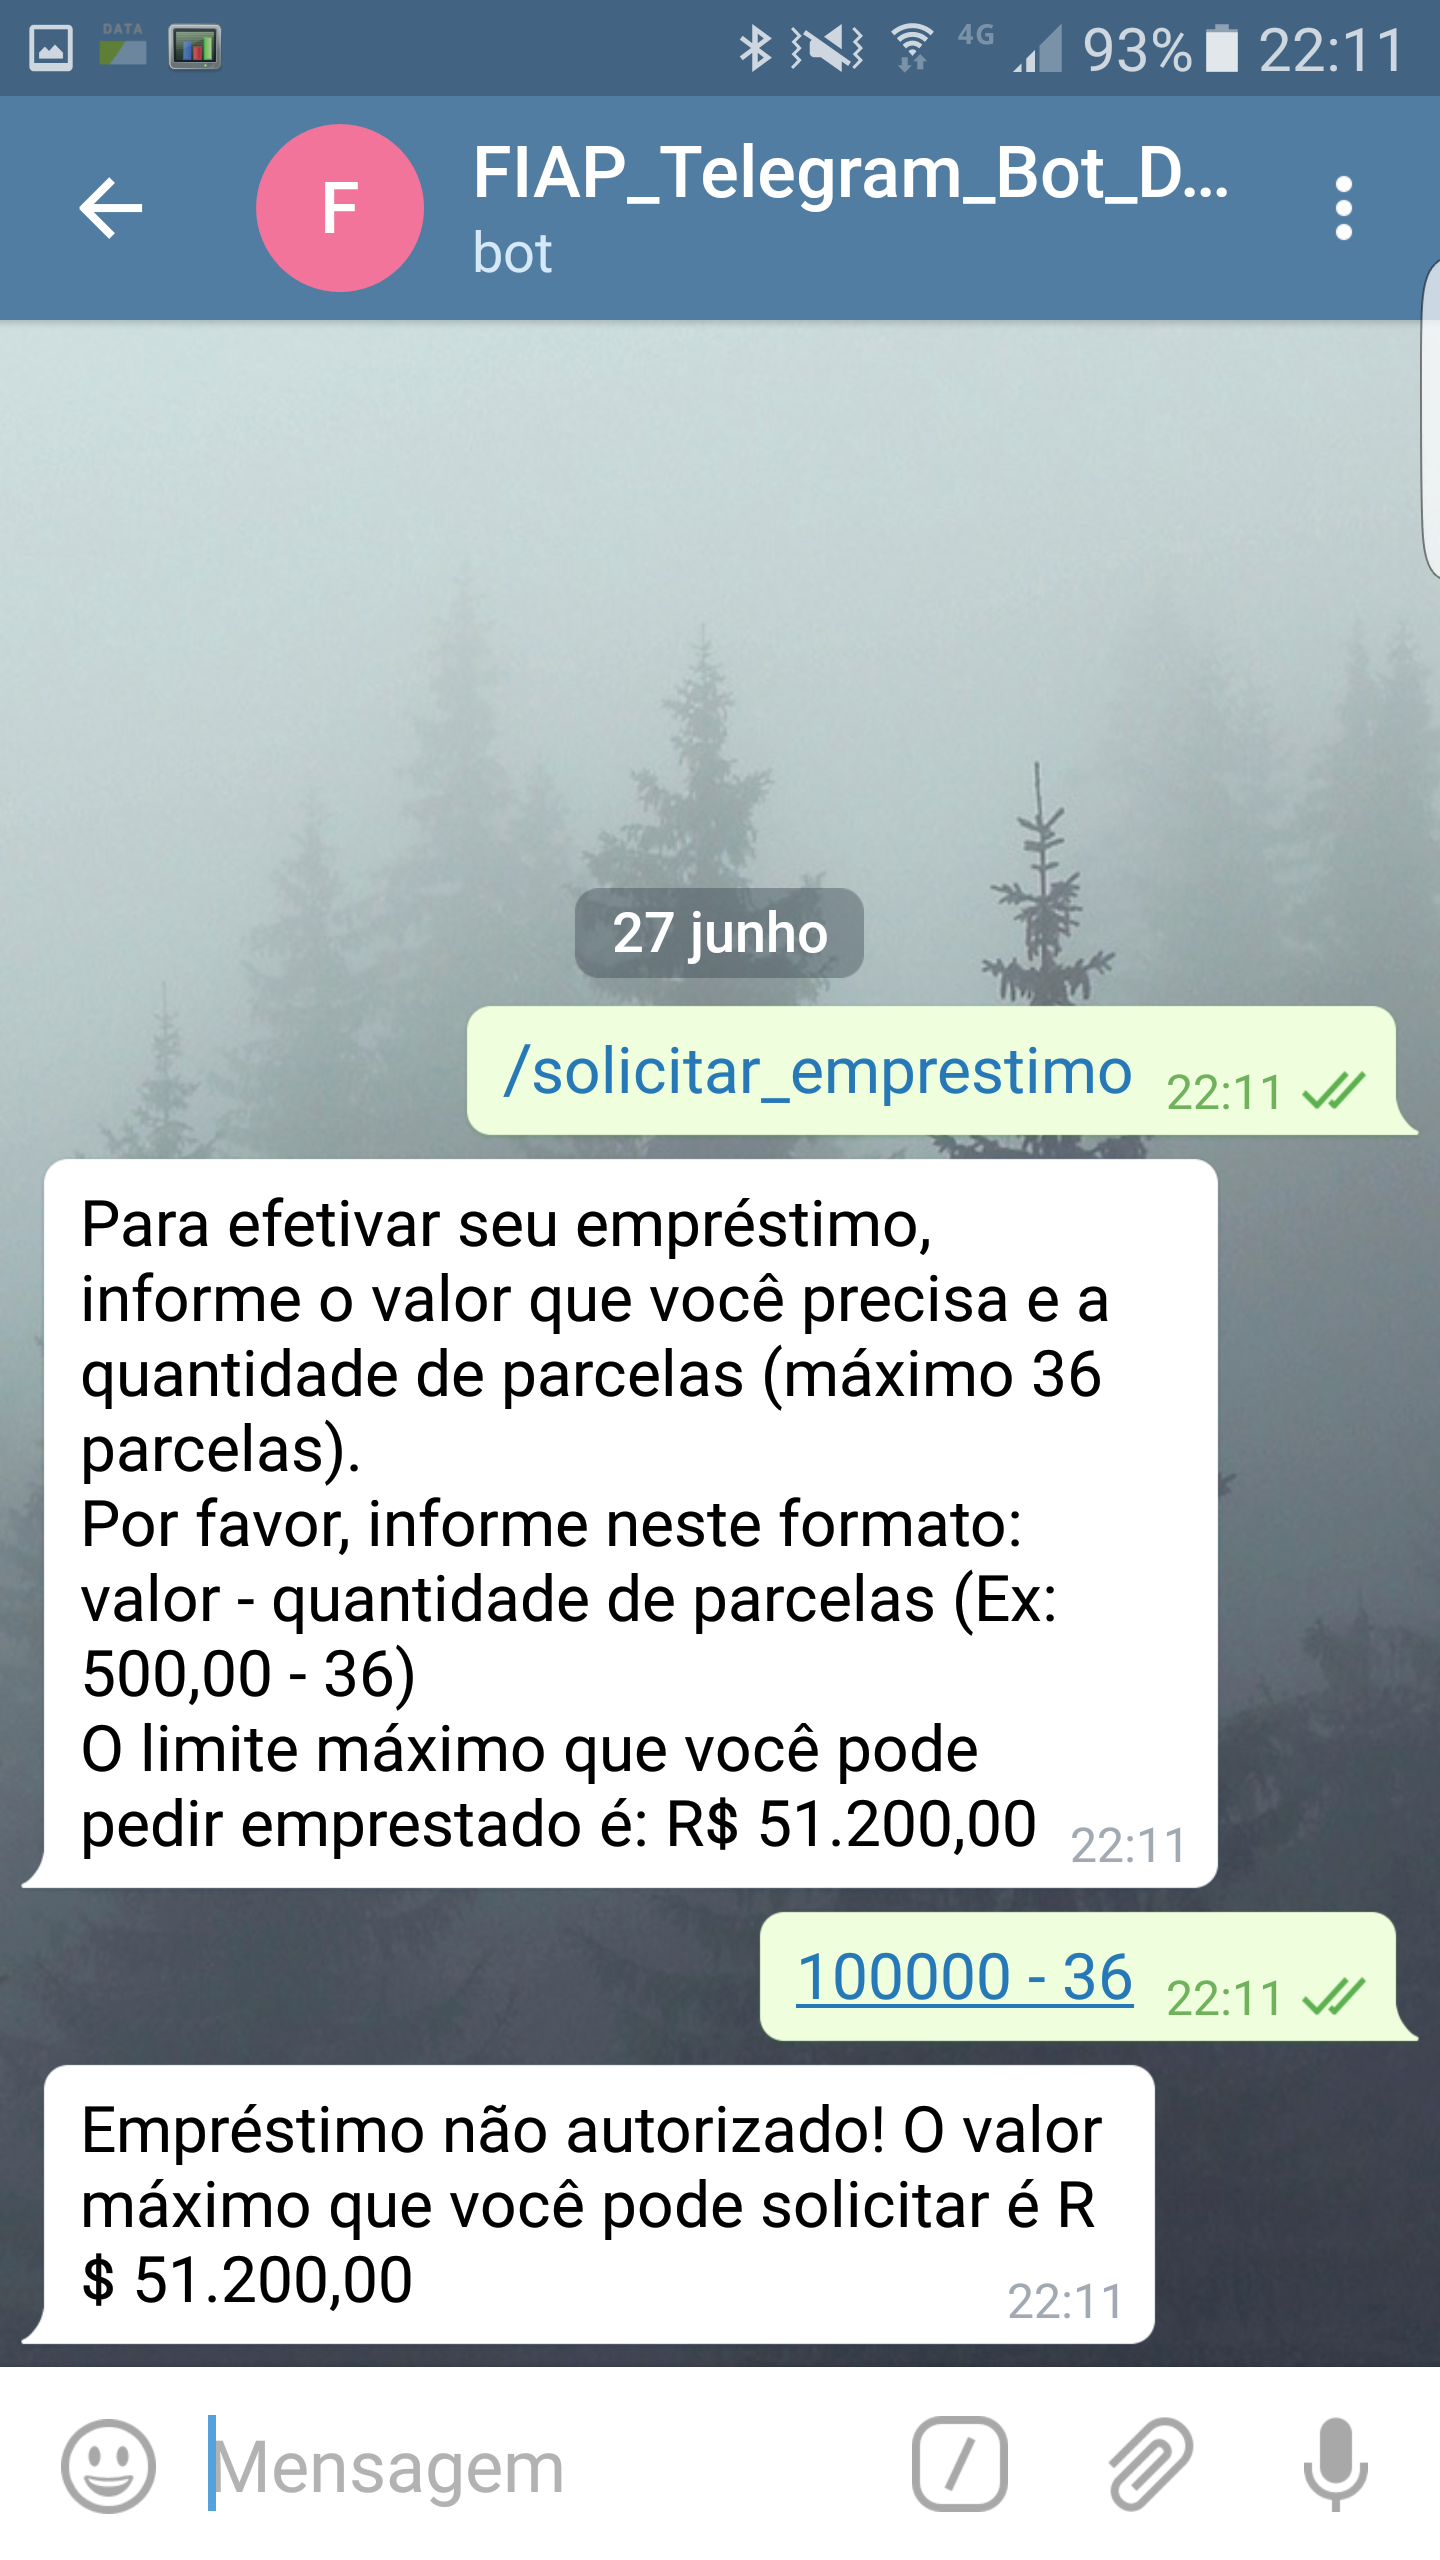 DATA
4G 93% 22:11
F
FIAP_Telegram_Bot_D...
bot
27 junho
/solicitar_emprestimo 22:11
Para efetivar seu empréstimo,
informe o valor que você precisa e a
quantidade de parcelas (máximo 36
parcelas).
Por favor, informe neste formato:
valor - quantidade de parcelas (Ex:
500,00 - 36)
O limite máximo que você pode
pedir emprestado é: R$ 51.200,00 22:11
100000 - 36 22:11
Empréstimo não autorizado! O valor
máximo que você pode solicitar é R
$ 51.200,00 22:11
Mensagem